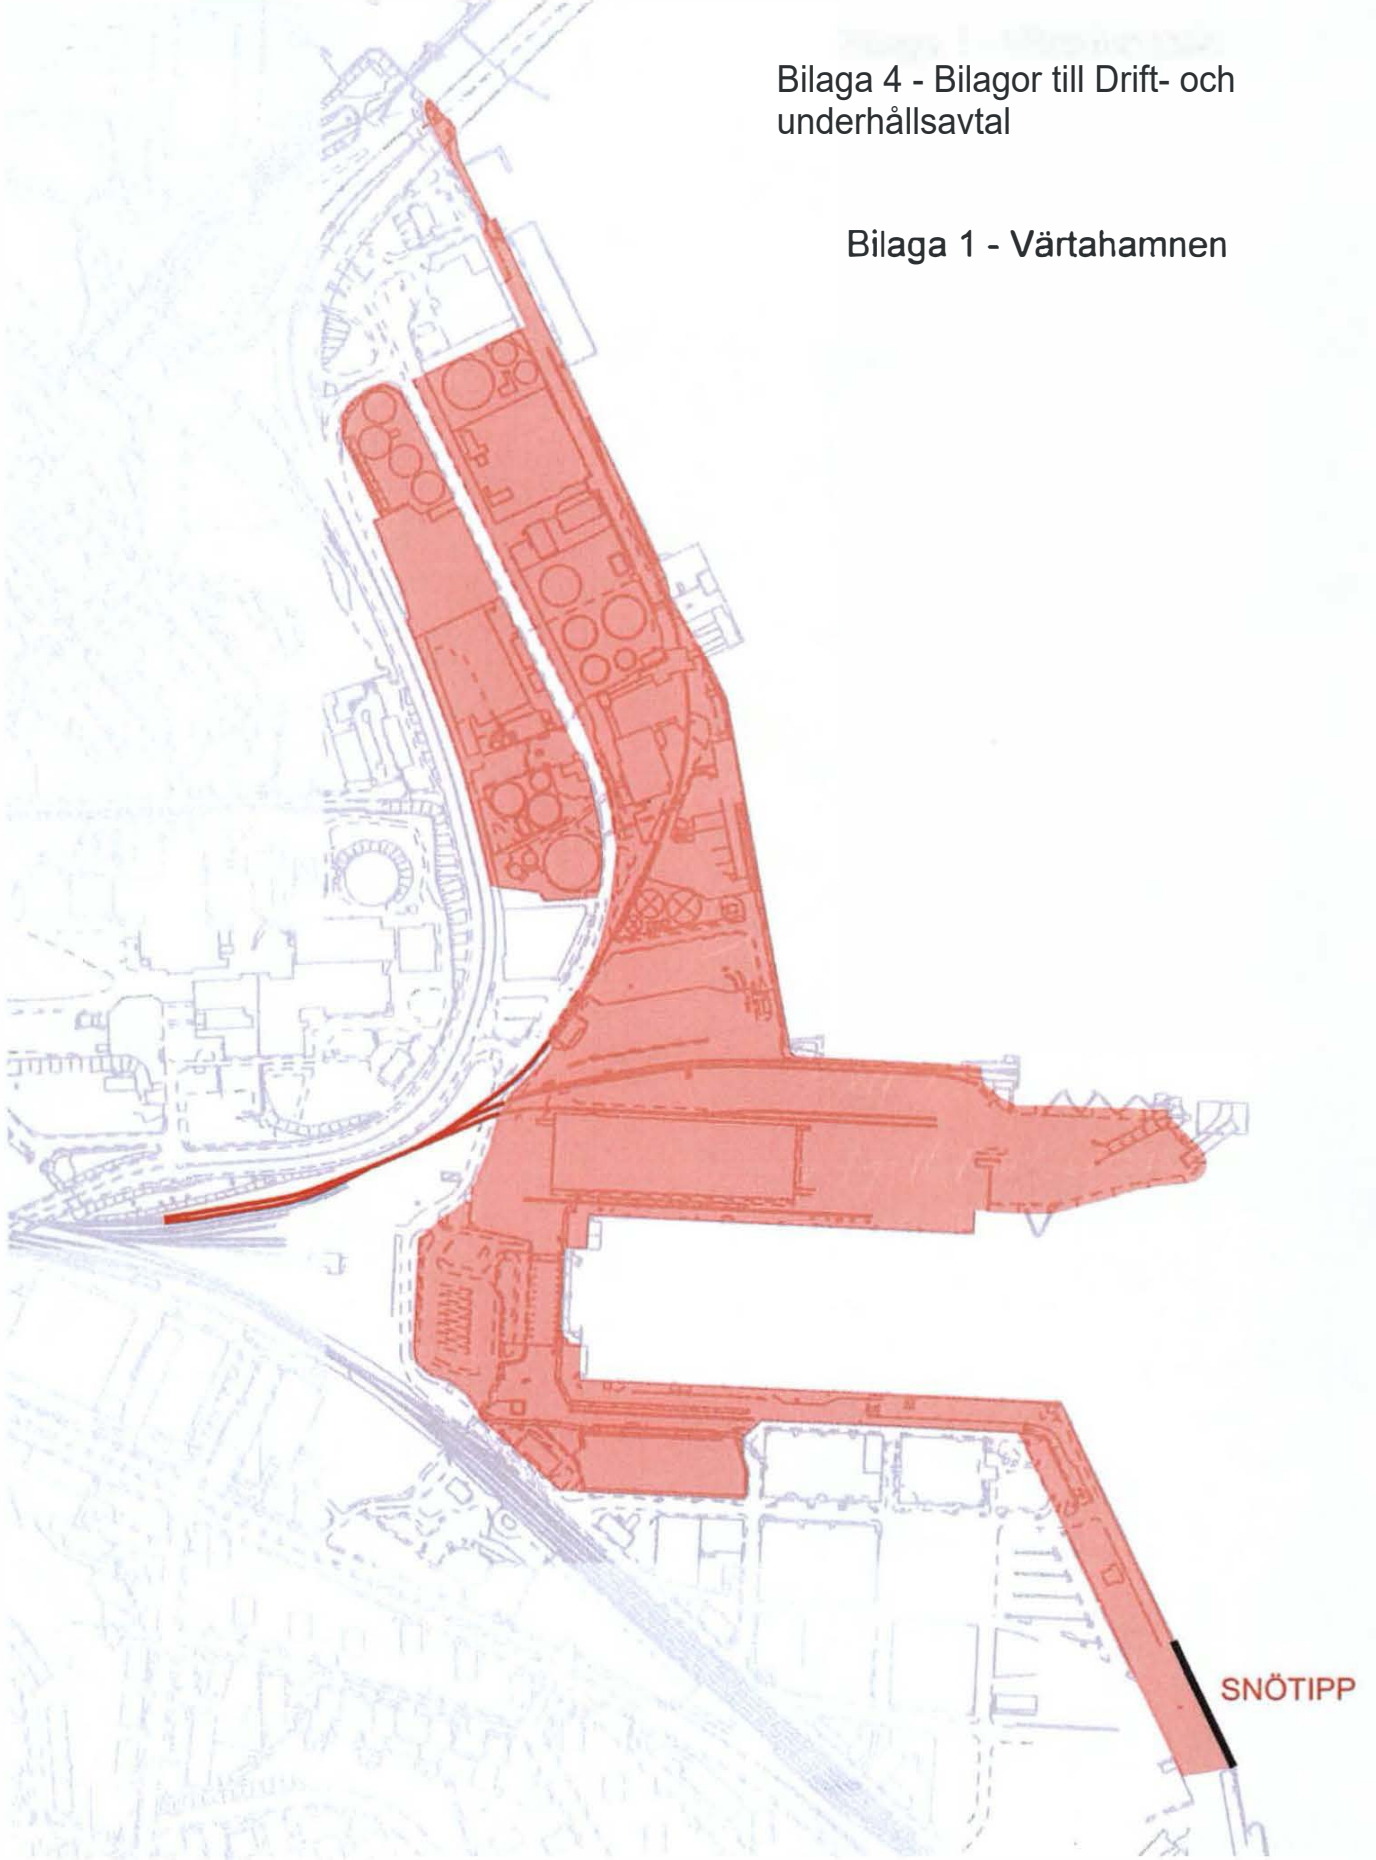 Bilaga 4 - Bilagor till Drift- och
underhållsavtal
Bilaga 1 - Värtahamnen
SNÖTIPP